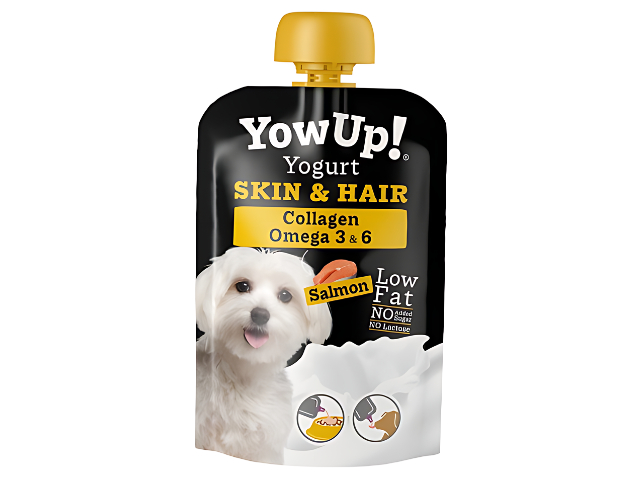 YowUp!®
Yogurt
SKIN & HAIR
Collagen
Omega 3 & 6
Salmon
Low
Fat
NO Added Sugar
NO Lactose